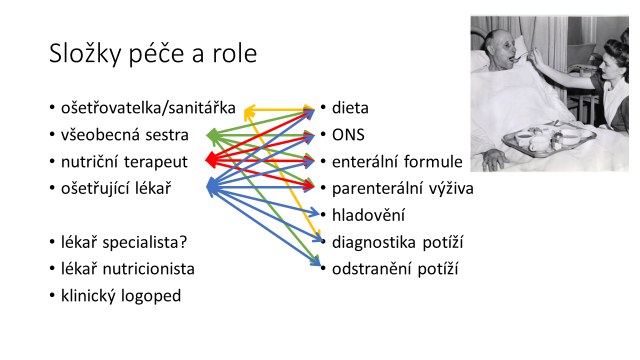 Složky péče a role
• ošetřovatelka/sanitářka
• všeobecná sestra
• nutriční terapeut
• ošetřující lékař
• lékař specialista?
• lékař nutricionista
• klinický logoped
• dieta
• ONS
• enterální formule
• parenterální výživa
• hladovění
• diagnostika potíží
• odstranění potíží